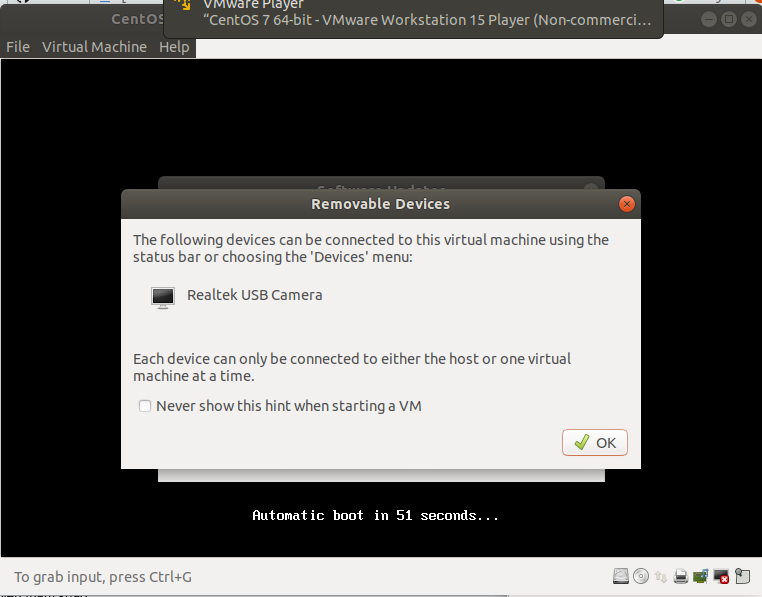 VMware Player
"CentOS 7 64-bit - VMware Workstation 15 Player (Non-commerci...
CentOS
File Virtual Machine Help
Software Updates
Removable Devices
The following devices can be connected to this virtual machine using the
status bar or choosing the 'Devices' menu:
Realtek USB Camera
Each device can only be connected to either the host or one virtual
machine at a time.
Never show this hint when starting a VM
OK
Automatic boot in 51 seconds...
To grab input, press Ctrl+G